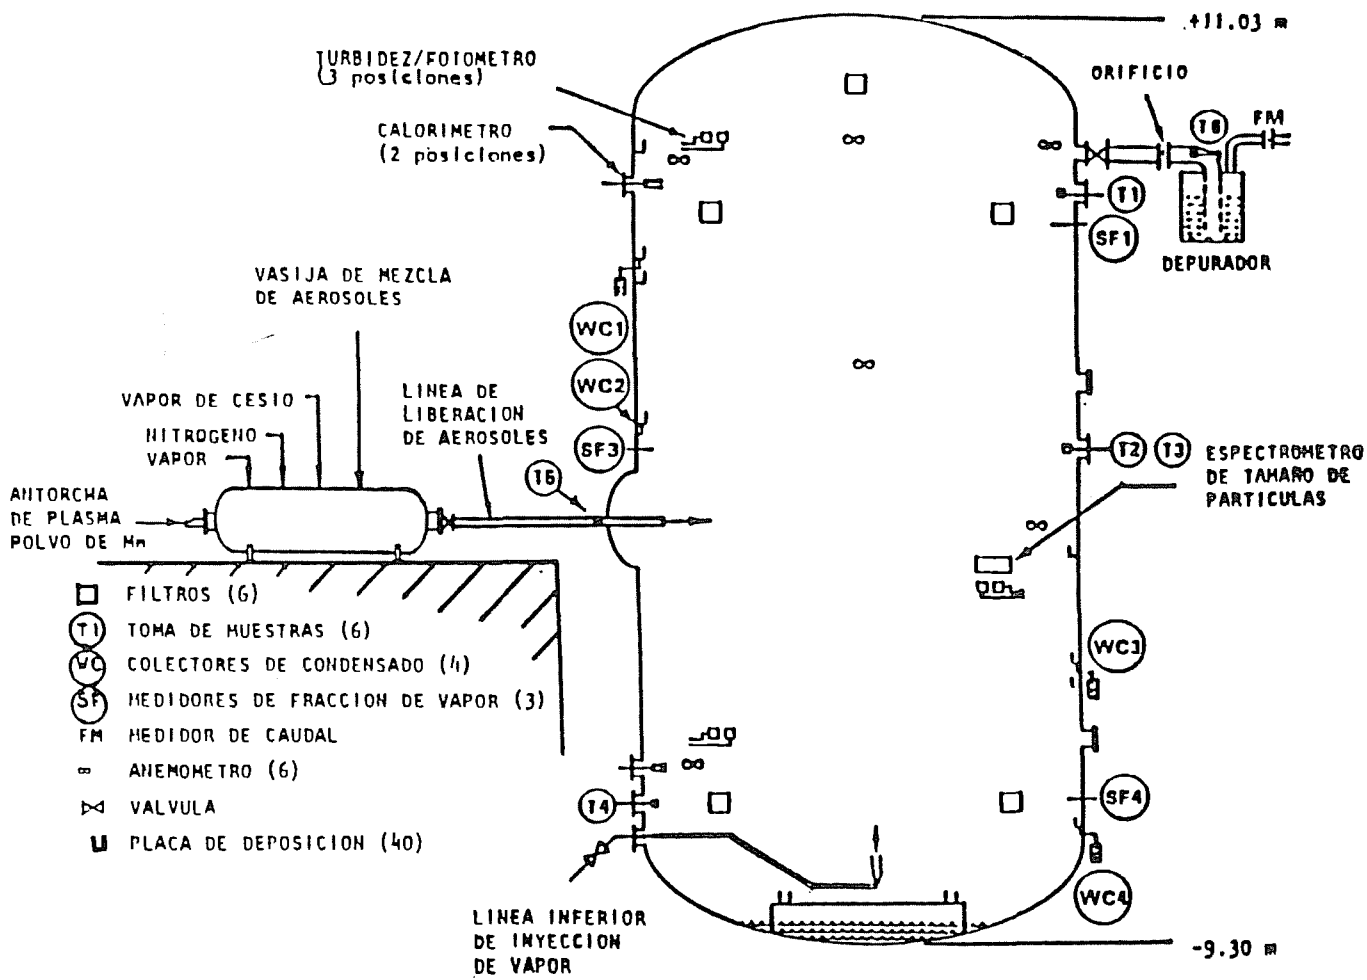 +11.03 m
TURBIDEZ/FOTOMETRO
(3 posiciones)
ORIFICIO
CALORIMETRO
(2 posiciones)
T6
FM
T1
SF1
DEPURADOR
VASIJA DE MEZCLA
DE AEROSOLES
WC1
WC2
LINEA DE
LIBERACION
DE AEROSOLES
VAPOR DE CESIO
NITROGENO
VAPOR
SF3
T2
T3
ESPECTROMETRO
DE TAMAÑO DE
PARTICULAS
T5
ANTORCHA
DE PLASMA
POLVO DE Mn
FILTROS (6)
T1 TOMA DE MUESTRAS (6)
WC COLECTORES DE CONDENSADO (4)
SF MEDIDORES DE FRACCION DE VAPOR (3)
FM MEDIDOR DE CAUDAL
ANEMOMETRO (6)
VALVULA
PLACA DE DEPOSICION (40)
WC3
T4
SF4
WC4
LINEA INFERIOR
DE INYECCION
DE VAPOR
-9.30 m